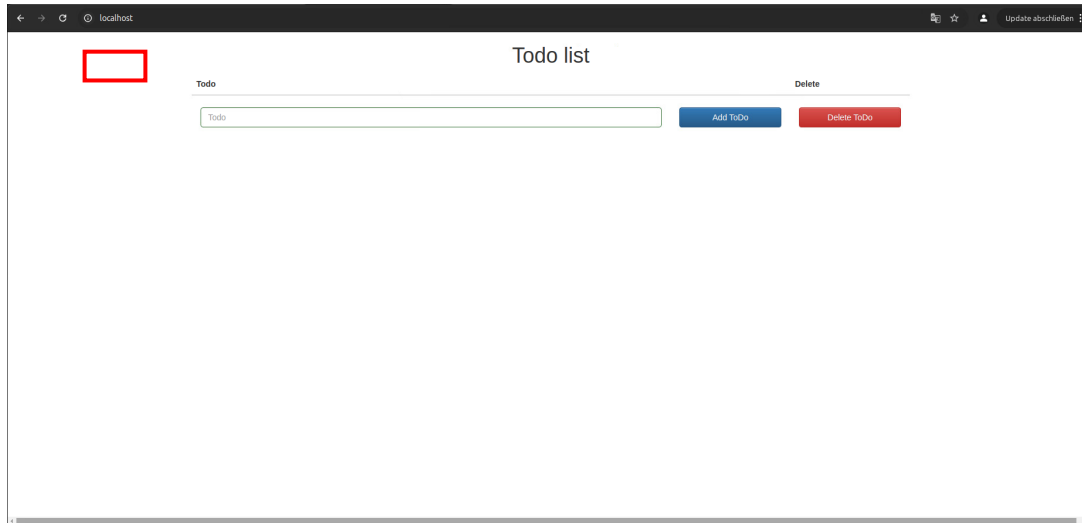 localhost
Update abschließen
Todo list
Todo Delete
Todo Add ToDo Delete ToDo